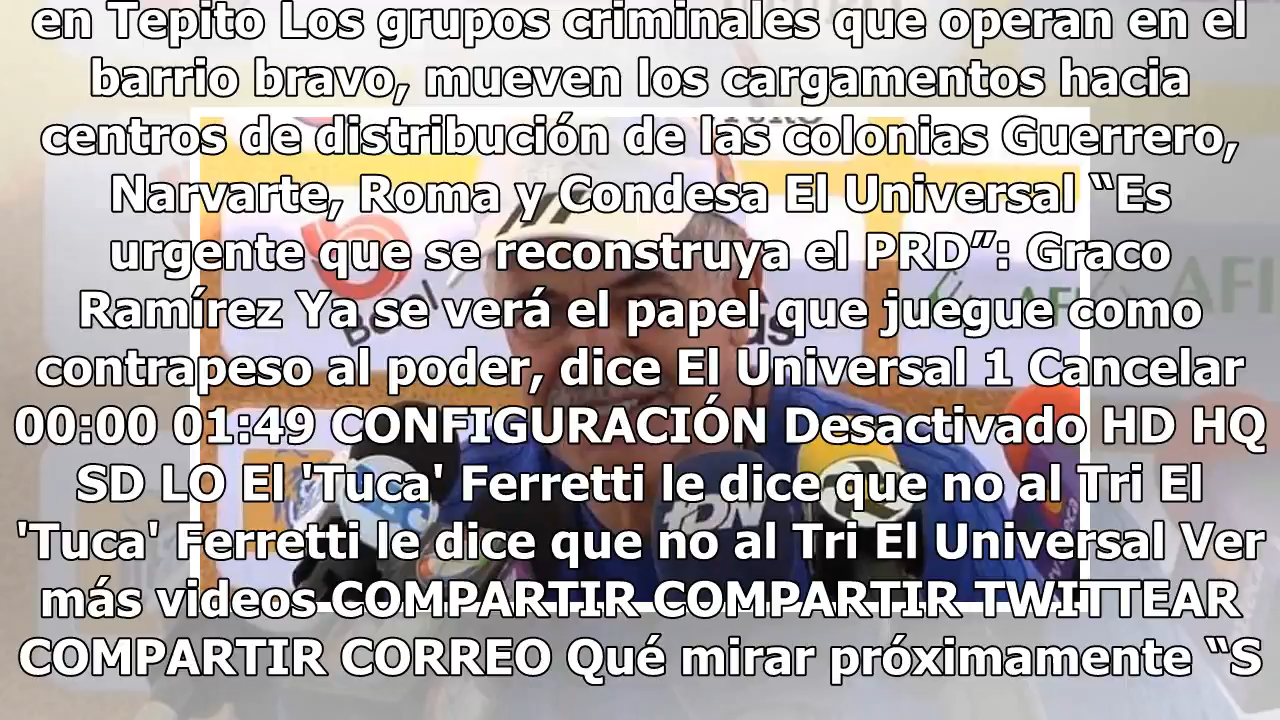 en Tepito Los grupos criminales que operan en el
barrio bravo, mueven los cargamentos hacia
centros de distribución de las colonias Guerrero,
Narvarte, Roma y Condesa El Universal “Es
urgente que se reconstruya el PRD”: Graco
Ramírez Ya se verá el papel que juegue como
contrapeso al poder, dice El Universal 1 Cancelar
00:00 01:49 CONFIGURACIÓN Desactivado HD HQ
SD LO El 'Tuca' Ferretti le dice que no al Tri El
'Tuca' Ferretti le dice que no al Tri El Universal Ver
más videos COMPARTIR COMPARTIR TWITTEAR
COMPARTIR CORREO Qué mirar próximamente “S
AFI
TDN